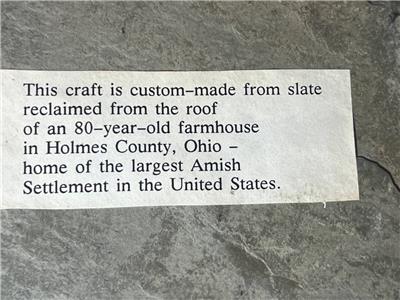 This craft is custom–made from slate
reclaimed from the roof
of an 80–year–old farmhouse
in Holmes County, Ohio –
home of the largest Amish
Settlement in the United States.